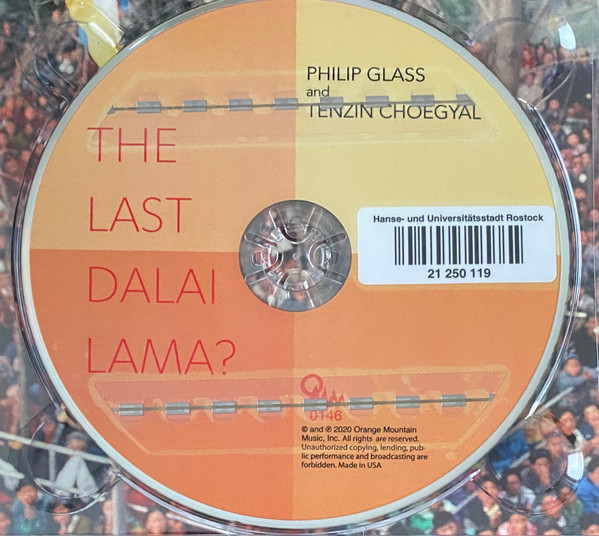 PHILIP GLASS
and
TENZIN CHOEGYAL
THE
LAST
DALAI
LAMA?
Hanse- und Universitätsstadt Rostock
21 250 119
OMM
0146
© and ℗ 2020 Orange Mountain
Music, Inc. All rights are reserved.
Unauthorized copying, lending, pub-
lic performance and broadcasting are
forbidden. Made in USA